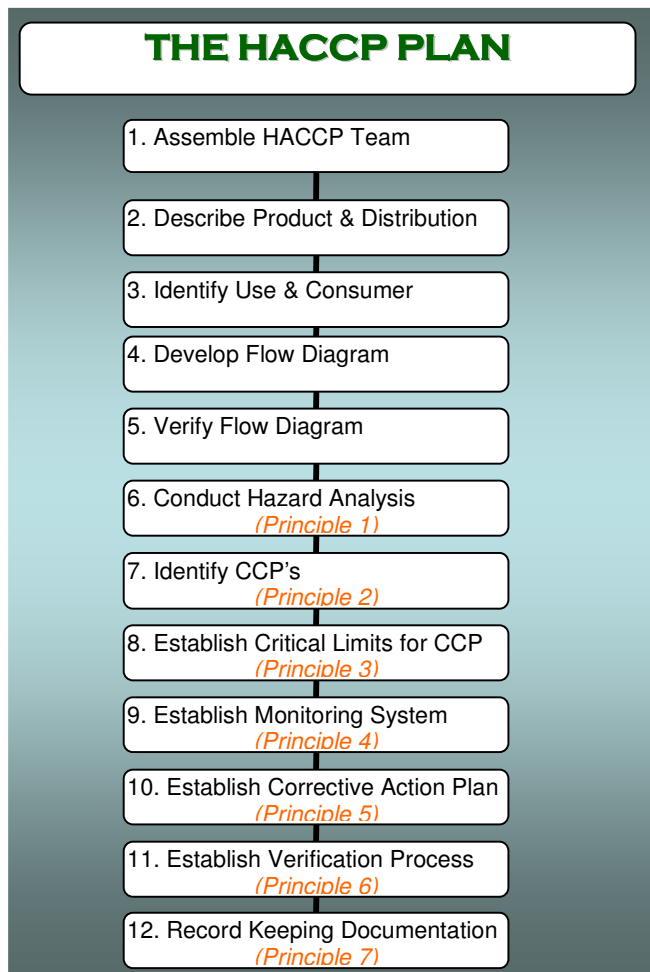 THE HACCP PLAN
1. Assemble HACCP Team
2. Describe Product & Distribution
3. Identify Use & Consumer
4. Develop Flow Diagram
5. Verify Flow Diagram
6. Conduct Hazard Analysis
(Principle 1)
7. Identify CCP's
(Principle 2)
8. Establish Critical Limits for CCP
(Principle 3)
9. Establish Monitoring System
(Principle 4)
10. Establish Corrective Action Plan
(Principle 5)
11. Establish Verification Process
(Principle 6)
12. Record Keeping Documentation
(Principle 7)